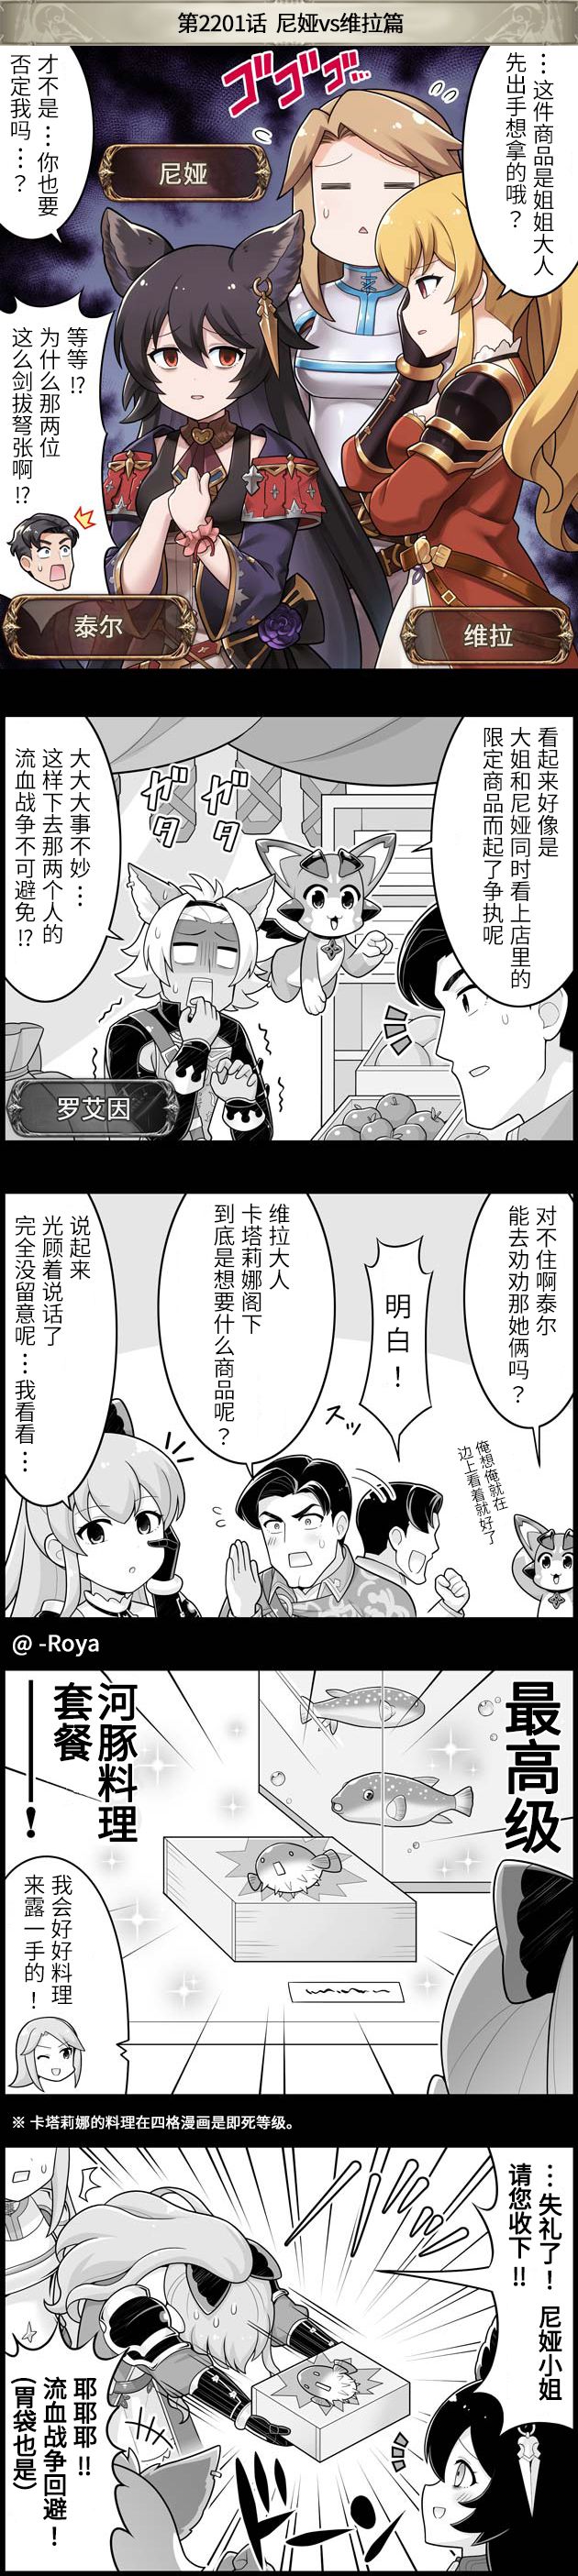 第2201话 尼娅vs维拉篇
…这件商品是姐姐大人
先出手想拿的哦？
ゴゴゴ…
才不是…你也要
否定我吗…？
尼娅
等等!?
为什么那两位
这么剑拔弩张啊!?
泰尔
维拉
看起来好像是
大姐和尼娅同时看上店里的
限定商品而起了争执呢
ガタ
ガタ
大大大事不妙…
这样下去那两个人的
流血战争不可避免!?
罗艾因
对不住啊泰尔
能去劝劝那她俩吗？
俺想俺就在
边上看着就好了
明白！
スッ
维拉大人
卡塔莉娜阁下
到底是想要什么商品呢？
说起来
光顾着说话了
完全没留意呢…我看看…
@ -Roya
最高级
河豚料理
套餐
——！
我会好好料理
来露一手的！
※ 卡塔莉娜的料理在四格漫画是即死等级。
…失礼了！ 尼娅小姐
请您收下!!
耶耶耶!!
流血战争回避！
(胃袋也是)
ドドン